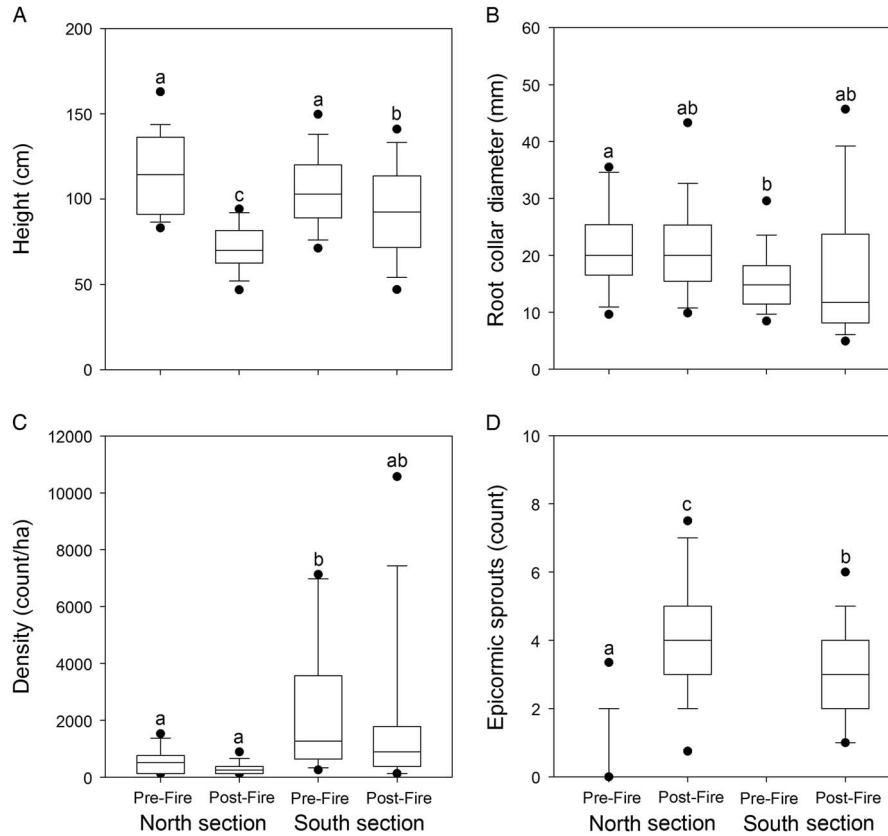 A
B
200
150
100
50
0
Height (cm)
a
c
a
b
60
50
40
30
20
10
0
Root collar diameter (mm)
a
ab
b
ab
C
D
12000
10000
8000
6000
4000
2000
0
Density (count/ha)
a
a
b
ab
Pre-Fire Post-Fire Pre-Fire Post-Fire
North section South section
10
8
6
4
2
0
Epicormic sprouts (count)
a
c
b
Pre-Fire Post-Fire Pre-Fire Post-Fire
North section South section